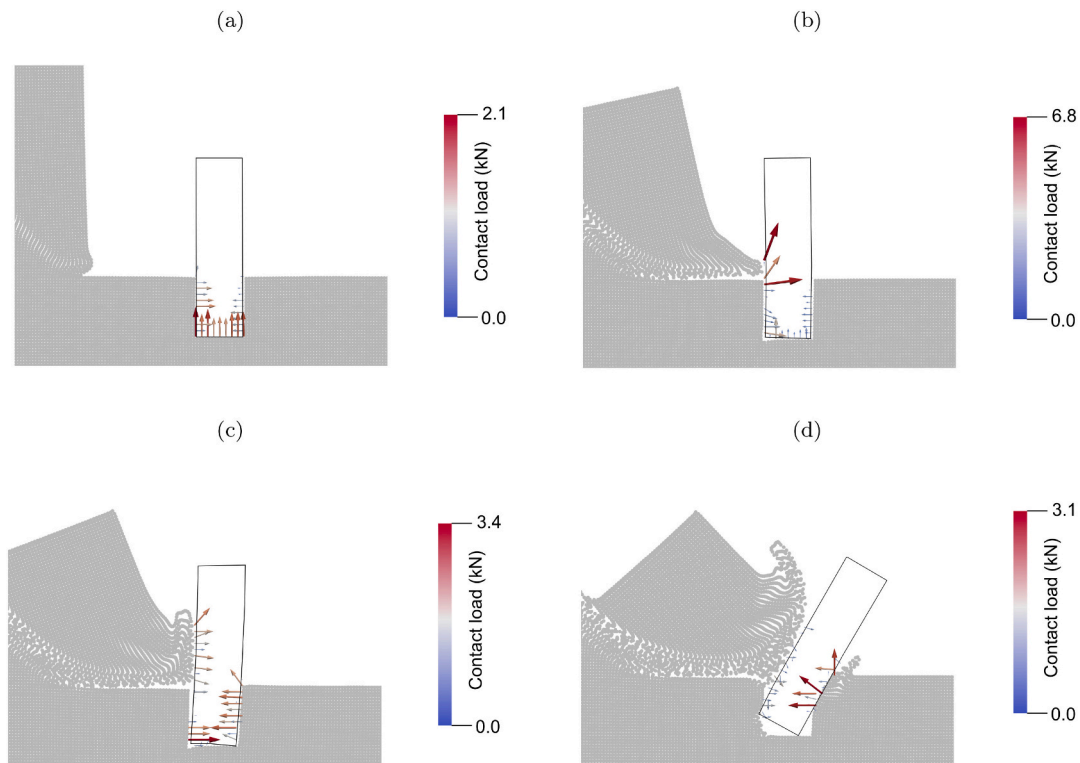 (a)
2.1
Contact load (kN)
0.0
(b)
6.8
Contact load (kN)
0.0
(c)
3.4
Contact load (kN)
0.0
(d)
3.1
Contact load (kN)
0.0